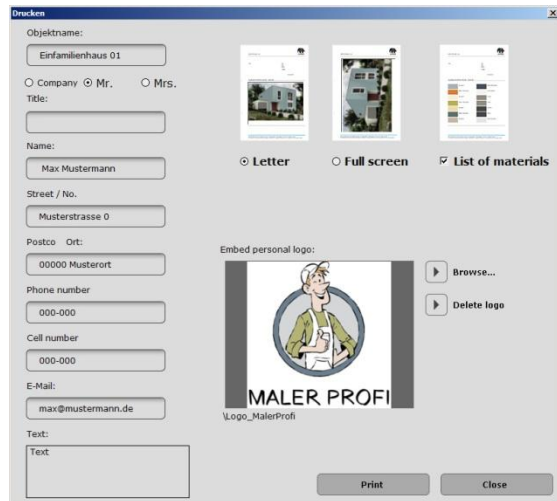 Drucken
Objektname:
Einfamilienhaus 01
Company Mr. Mrs.
Title:
Name:
Max Mustermann
Street / No.
Musterstrasse 0
Postco Ort:
00000 Musterort
Phone number
000-000
Cell number
000-000
E-Mail:
max@mustermann.de
Text:
Text
Letter Full screen List of materials
Embed personal logo:
Browse...
Delete logo
MALER PROFI
\Logo_MalerProfi
Print Close